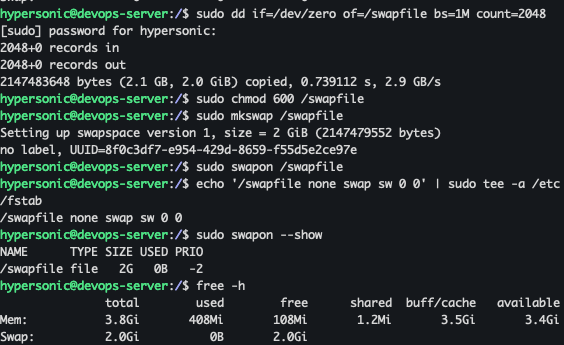 hypersonic@devops-server:/$ sudo dd if=/dev/zero of=/swapfile bs=1M count=2048
[sudo] password for hypersonic:
2048+0 records in
2048+0 records out
2147483648 bytes (2.1 GB, 2.0 GiB) copied, 0.739112 s, 2.9 GB/s
hypersonic@devops-server:/$ sudo chmod 600 /swapfile
hypersonic@devops-server:/$ sudo mkswap /swapfile
Setting up swapspace version 1, size = 2 GiB (2147479552 bytes)
no label, UUID=8f0c3df7-e954-429d-8659-f55d5e2ce97e
hypersonic@devops-server:/$ sudo swapon /swapfile
hypersonic@devops-server:/$ echo '/swapfile none swap sw 0 0' | sudo tee -a /etc
/fstab
/swapfile none swap sw 0 0
hypersonic@devops-server:/$ sudo swapon --show
NAME      TYPE SIZE USED PRIO
/swapfile file   2G   0B   -2
hypersonic@devops-server:/$ free -h
               total        used        free      shared  buff/cache   available
Mem:           3.8Gi       408Mi       108Mi       1.2Mi       3.5Gi       3.4Gi
Swap:          2.0Gi          0B       2.0Gi